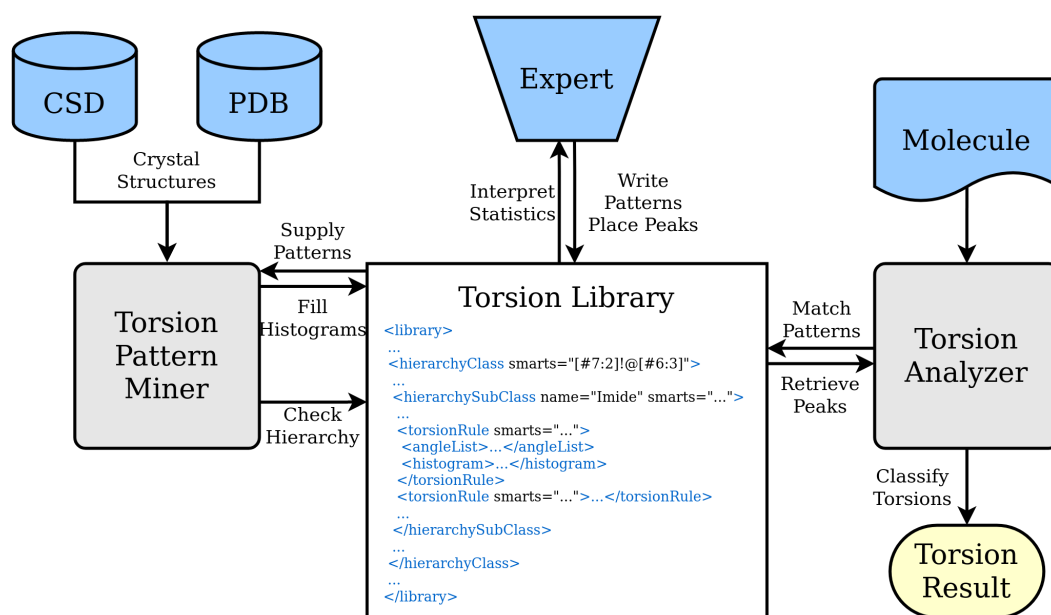 CSD
PDB
Expert
Molecule
Crystal
Structures
Interpret
Statistics
Write
Patterns
Place Peaks
Supply
Patterns
Fill
Histograms
Check
Hierarchy
Torsion
Pattern
Miner
Torsion Library
<library>
...
<hierarchyClass smarts="[#7:2]!@[#6:3]">
...
<hierarchySubClass name="Imide" smarts="...">
...
<torsionRule smarts="...">
<angleList>...</angleList>
<histogram>...</histogram>
</torsionRule>
<torsionRule smarts="...">...</torsionRule>
...
</hierarchySubClass>
...
</hierarchyClass>
...
</library>
Match
Patterns
Retrieve
Peaks
Torsion
Analyzer
Classify
Torsions
Torsion
Result